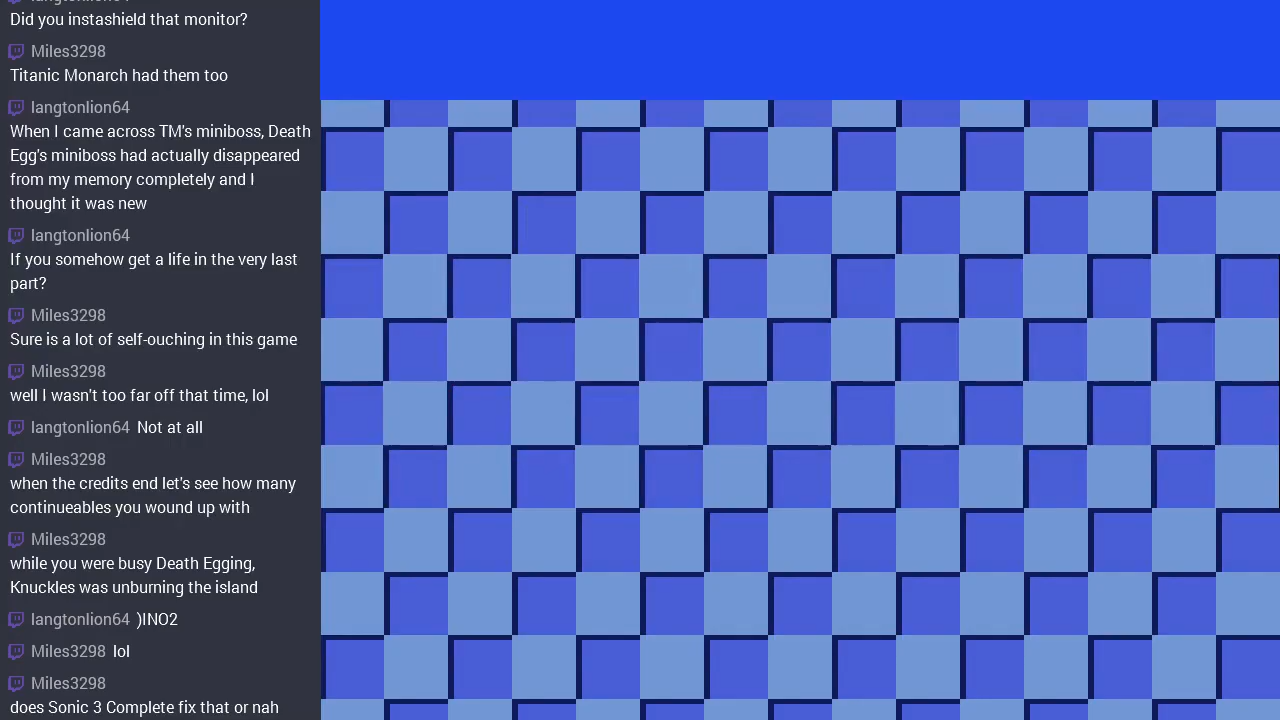 Did you instashield that monitor?
Miles3298
Titanic Monarch had them too
langtonlion64
When I came across TM's miniboss, Death
Egg's miniboss had actually disappeared
from my memory completely and I
thought it was new
langtonlion64
If you somehow get a life in the very last
part?
Miles3298
Sure is a lot of self-ouching in this game
Miles3298
well I wasn't too far off that time, lol
langtonlion64 Not at all
Miles3298
when the credits end let's see how many
continueables you wound up with
Miles3298
while you were busy Death Egging,
Knuckles was unburning the island
langtonlion64 )INO2
Miles3298 lol
Miles3298
does Sonic 3 Complete fix that or nah